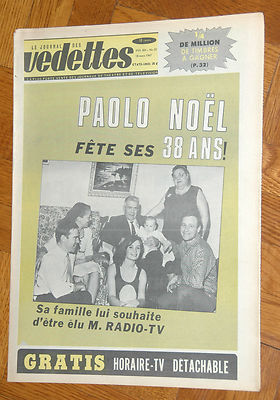 LE JOURNAL DES
vedettes
1/4
DE MILLION
DE TIMBRES
A GAGNER
(P. 32)
PAOLO NOËL
FÊTE SES 38 ANS!
Sa famille lui souhaite
d'être élu M. RADIO-TV
GRATIS HORAIRE-TV DÉTACHABLE